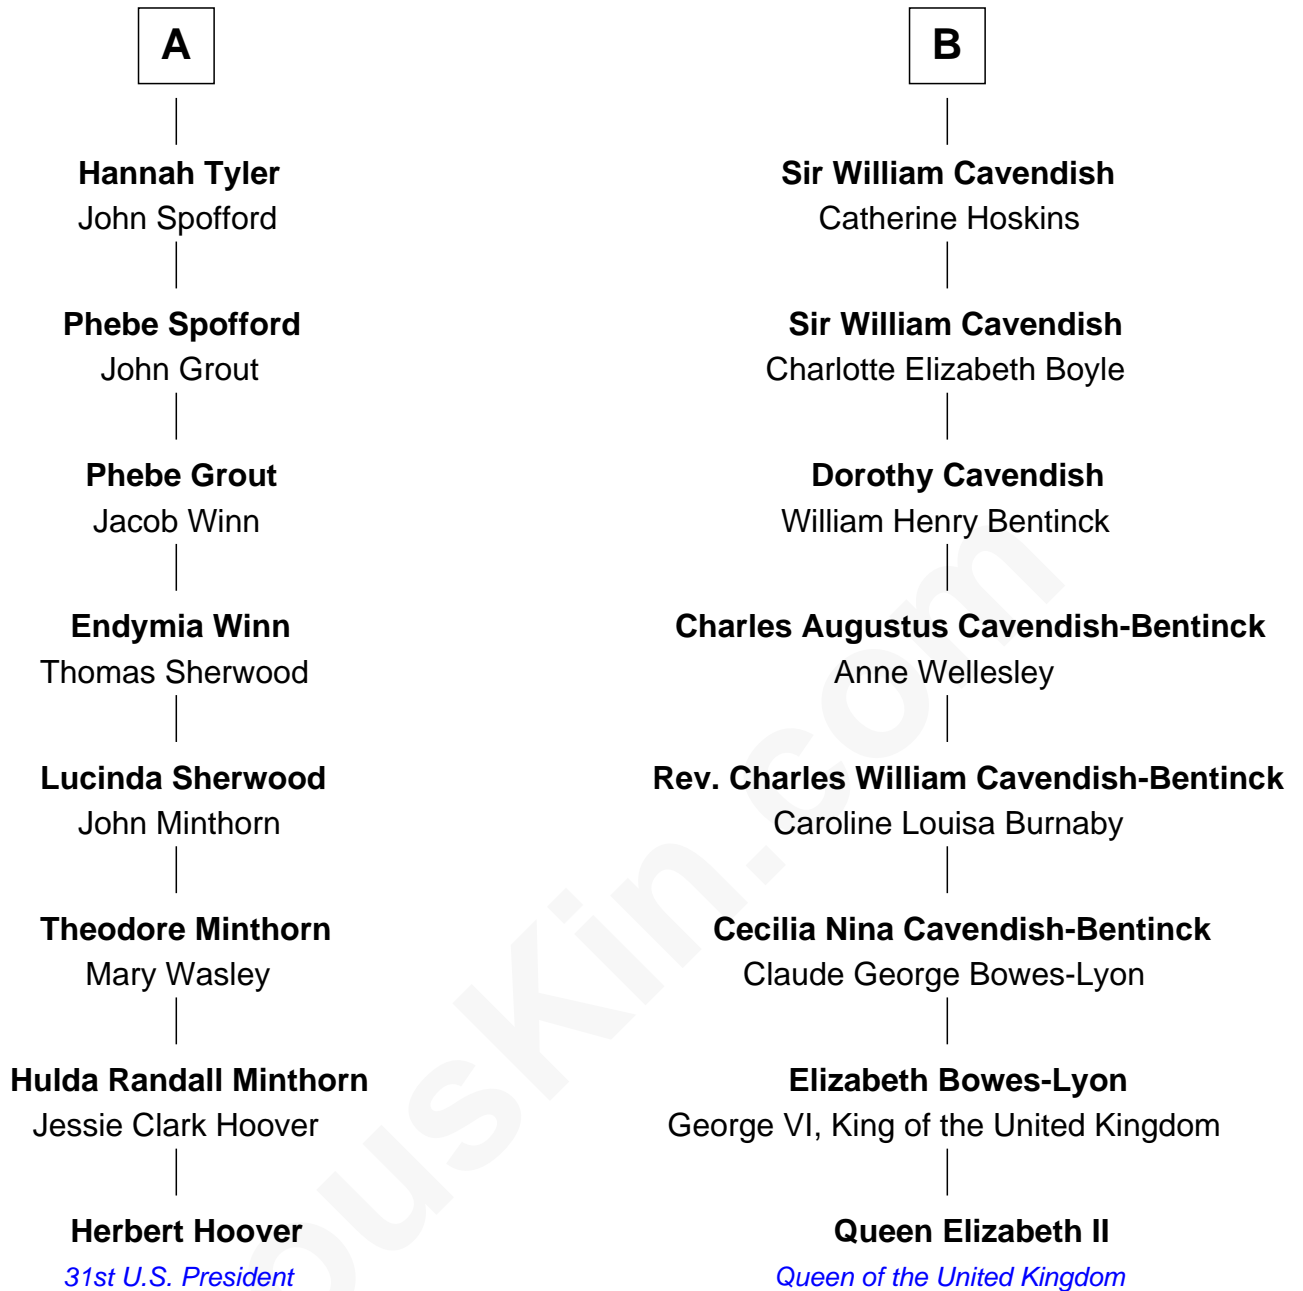 A
Hannah Tyler
John Spofford
Phebe Spofford
John Grout
Phebe Grout
Jacob Winn
Endymia Winn
Thomas Sherwood
Lucinda Sherwood
John Minthorn
Theodore Minthorn
Mary Wasley
Hulda Randall Minthorn
Jessie Clark Hoover
Herbert Hoover
31st U.S. President
B
Sir William Cavendish
Catherine Hoskins
Sir William Cavendish
Charlotte Elizabeth Boyle
Dorothy Cavendish
William Henry Bentinck
Charles Augustus Cavendish-Bentinck
Anne Wellesley
Rev. Charles William Cavendish-Bentinck
Caroline Louisa Burnaby
Cecilia Nina Cavendish-Bentinck
Claude George Bowes-Lyon
Elizabeth Bowes-Lyon
George VI, King of the United Kingdom
Queen Elizabeth II
Queen of the United Kingdom
ousKin.com